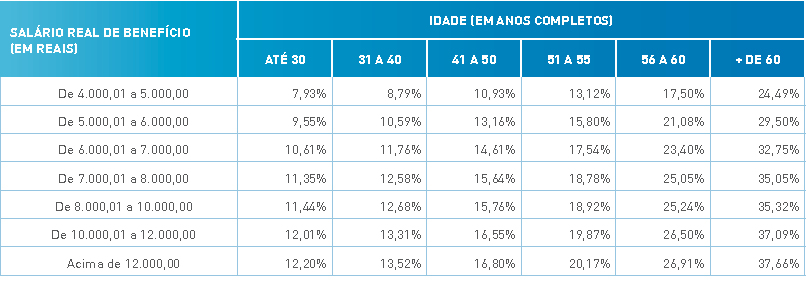 SALÁRIO REAL DE BENEFÍCIO
(EM REAIS)
IDADE (EM ANOS COMPLETOS)
ATÉ 30 31 A 40 41 A 50 51 A 55 56 A 60 + DE 60
De 4.000,01 a 5.000,00 7,93% 8,79% 10,93% 13,12% 17,50% 24,49%
De 5.000,01 a 6.000,00 9,55% 10,59% 13,16% 15,80% 21,08% 29,50%
De 6.000,01 a 7.000,00 10,61% 11,76% 14,61% 17,54% 23,40% 32,75%
De 7.000,01 a 8.000,00 11,35% 12,58% 15,64% 18,78% 25,05% 35,05%
De 8.000,01 a 10.000,00 11,44% 12,68% 15,76% 18,92% 25,24% 35,32%
De 10.000,01 a 12.000,00 12,01% 13,31% 16,55% 19,87% 26,50% 37,09%
Acima de 12.000,00 12,20% 13,52% 16,80% 20,17% 26,91% 37,66%